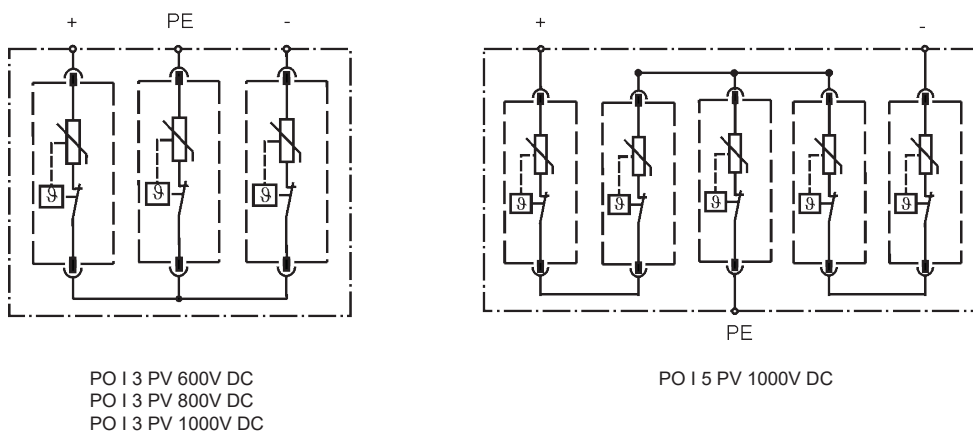 + PE -
+ -
ϑ ϑ ϑ
ϑ ϑ ϑ ϑ ϑ
PE
PO I 3 PV 600V DC
PO I 3 PV 800V DC
PO I 3 PV 1000V DC
PO I 5 PV 1000V DC